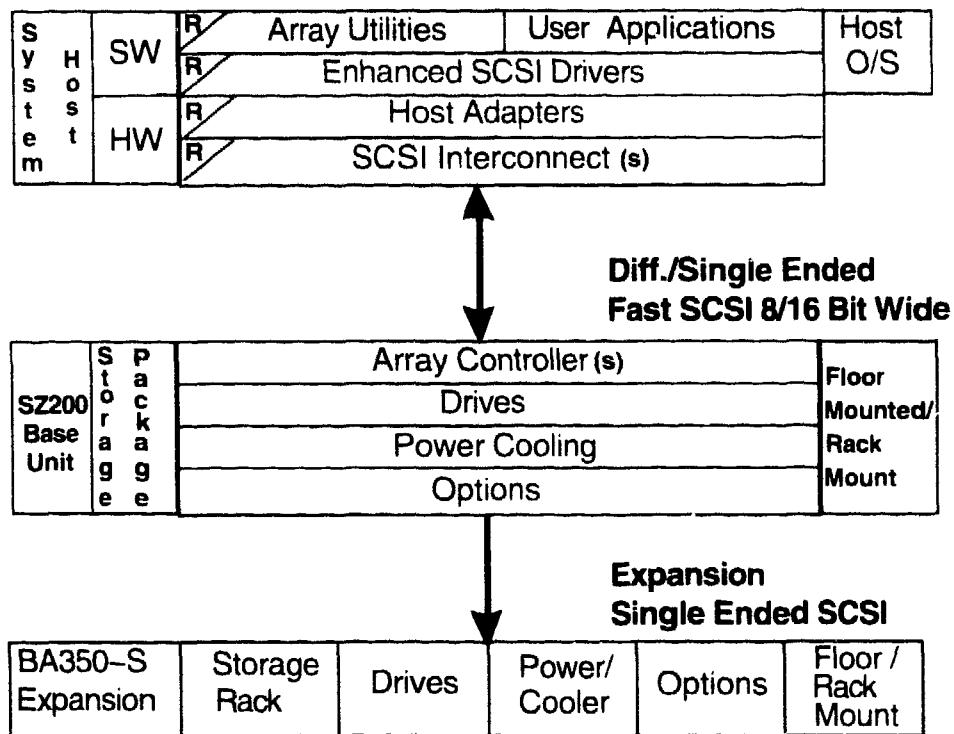 System Host
SW
R Array Utilities
User Applications
Host O/S
R Enhanced SCSI Drivers
HW
R Host Adapters
R SCSI Interconnect (s)
Diff./Single Ended
Fast SCSI 8/16 Bit Wide
SZ200
Base
Unit
Storage Package
Array Controller (s)
Drives
Power Cooling
Options
Floor
Mounted/
Rack
Mount
Expansion
Single Ended SCSI
BA350-S
Expansion
Storage
Rack
Drives
Power/
Cooler
Options
Floor /
Rack
Mount